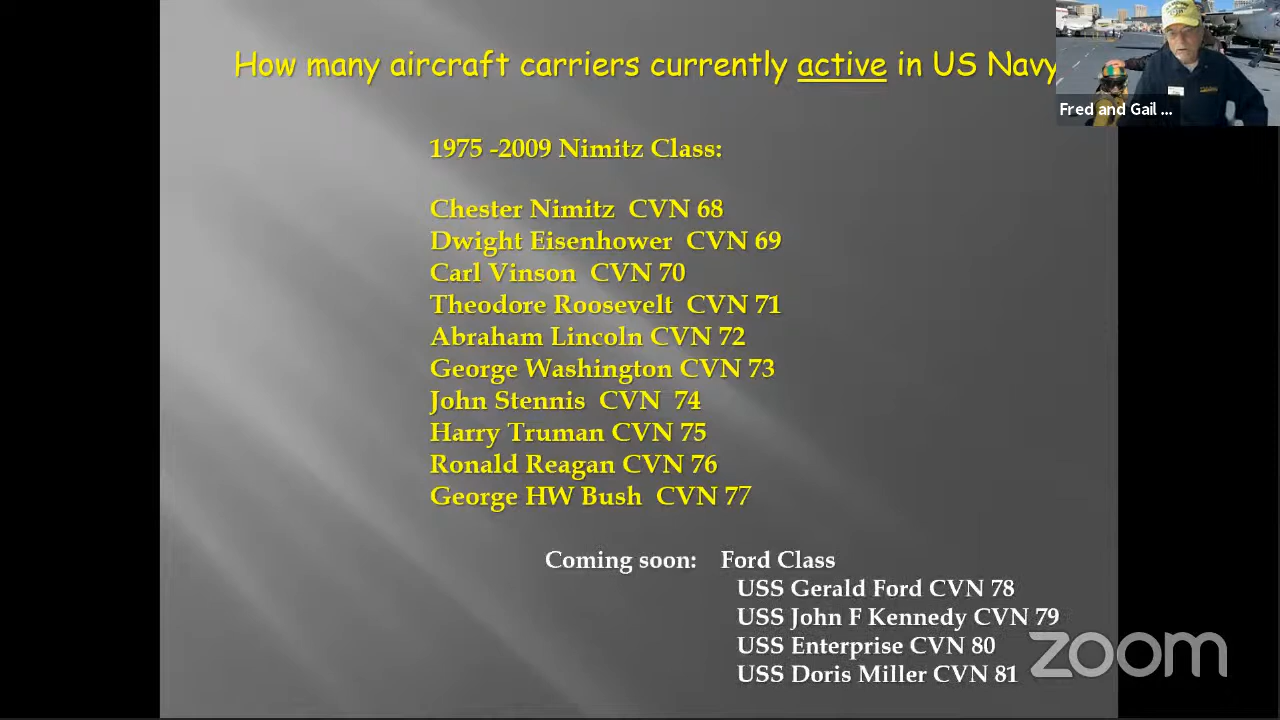 How many aircraft carriers currently active in US Navy
Fred and Gail ...
1975 -2009 Nimitz Class:
Chester Nimitz CVN 68
Dwight Eisenhower CVN 69
Carl Vinson CVN 70
Theodore Roosevelt CVN 71
Abraham Lincoln CVN 72
George Washington CVN 73
John Stennis CVN 74
Harry Truman CVN 75
Ronald Reagan CVN 76
George HW Bush CVN 77
Coming soon: Ford Class
USS Gerald Ford CVN 78
USS John F Kennedy CVN 79
USS Enterprise CVN 80
USS Doris Miller CVN 81
zoom